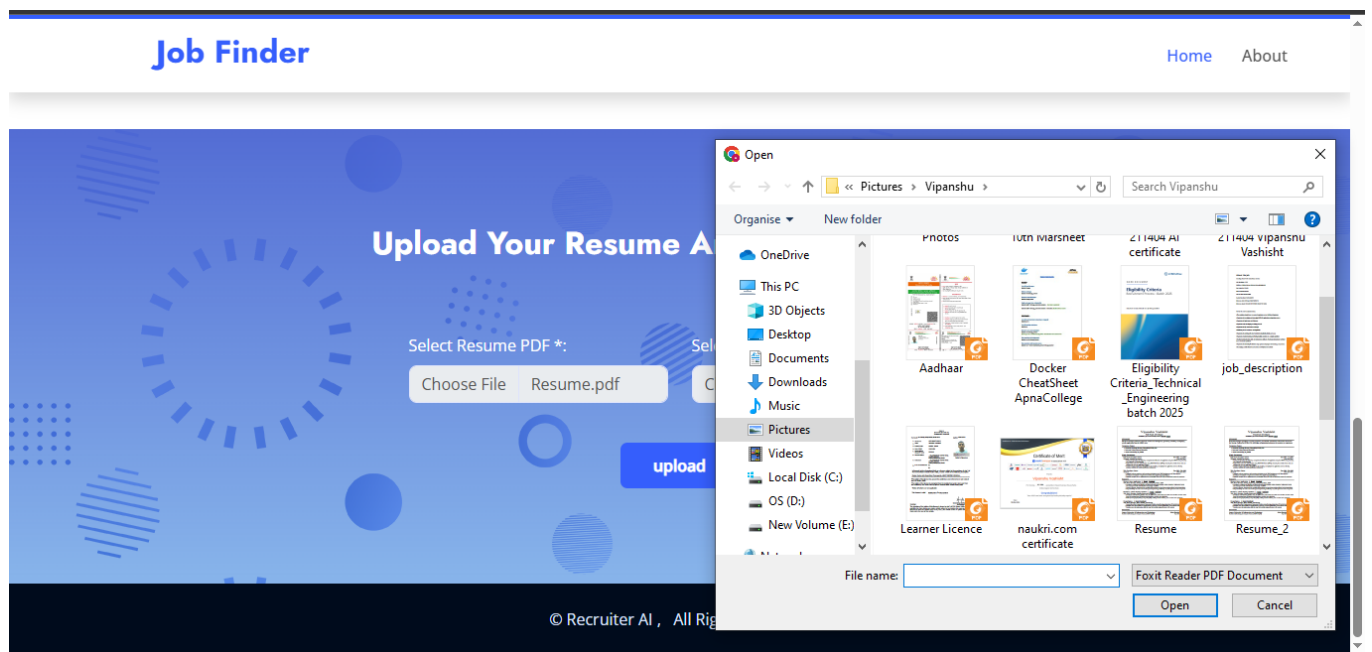 Job Finder
Home About
Open
« Pictures › Vipanshu ›
Search Vipanshu
Organise
New folder
OneDrive
This PC
3D Objects
Desktop
Documents
Downloads
Music
Pictures
Videos
Local Disk (C:)
OS (D:)
New Volume (E:)
Photos
10th Marsheet
211404 AI
certificate
211404 Vipanshu
Vashisht
Aadhaar
Docker
CheatSheet
ApnaCollege
Eligibility
Criteria_Technical
_Engineering
batch 2025
job_description
Eligibility Criteria
Learner Licence
naukri.com
certificate
Resume
Resume_2
File name:
Foxit Reader PDF Document
Open
Cancel
Upload Your Resume A
Select Resume PDF *:
Sel
Choose File Resume.pdf
C
upload
© Recruiter AI , All Rig